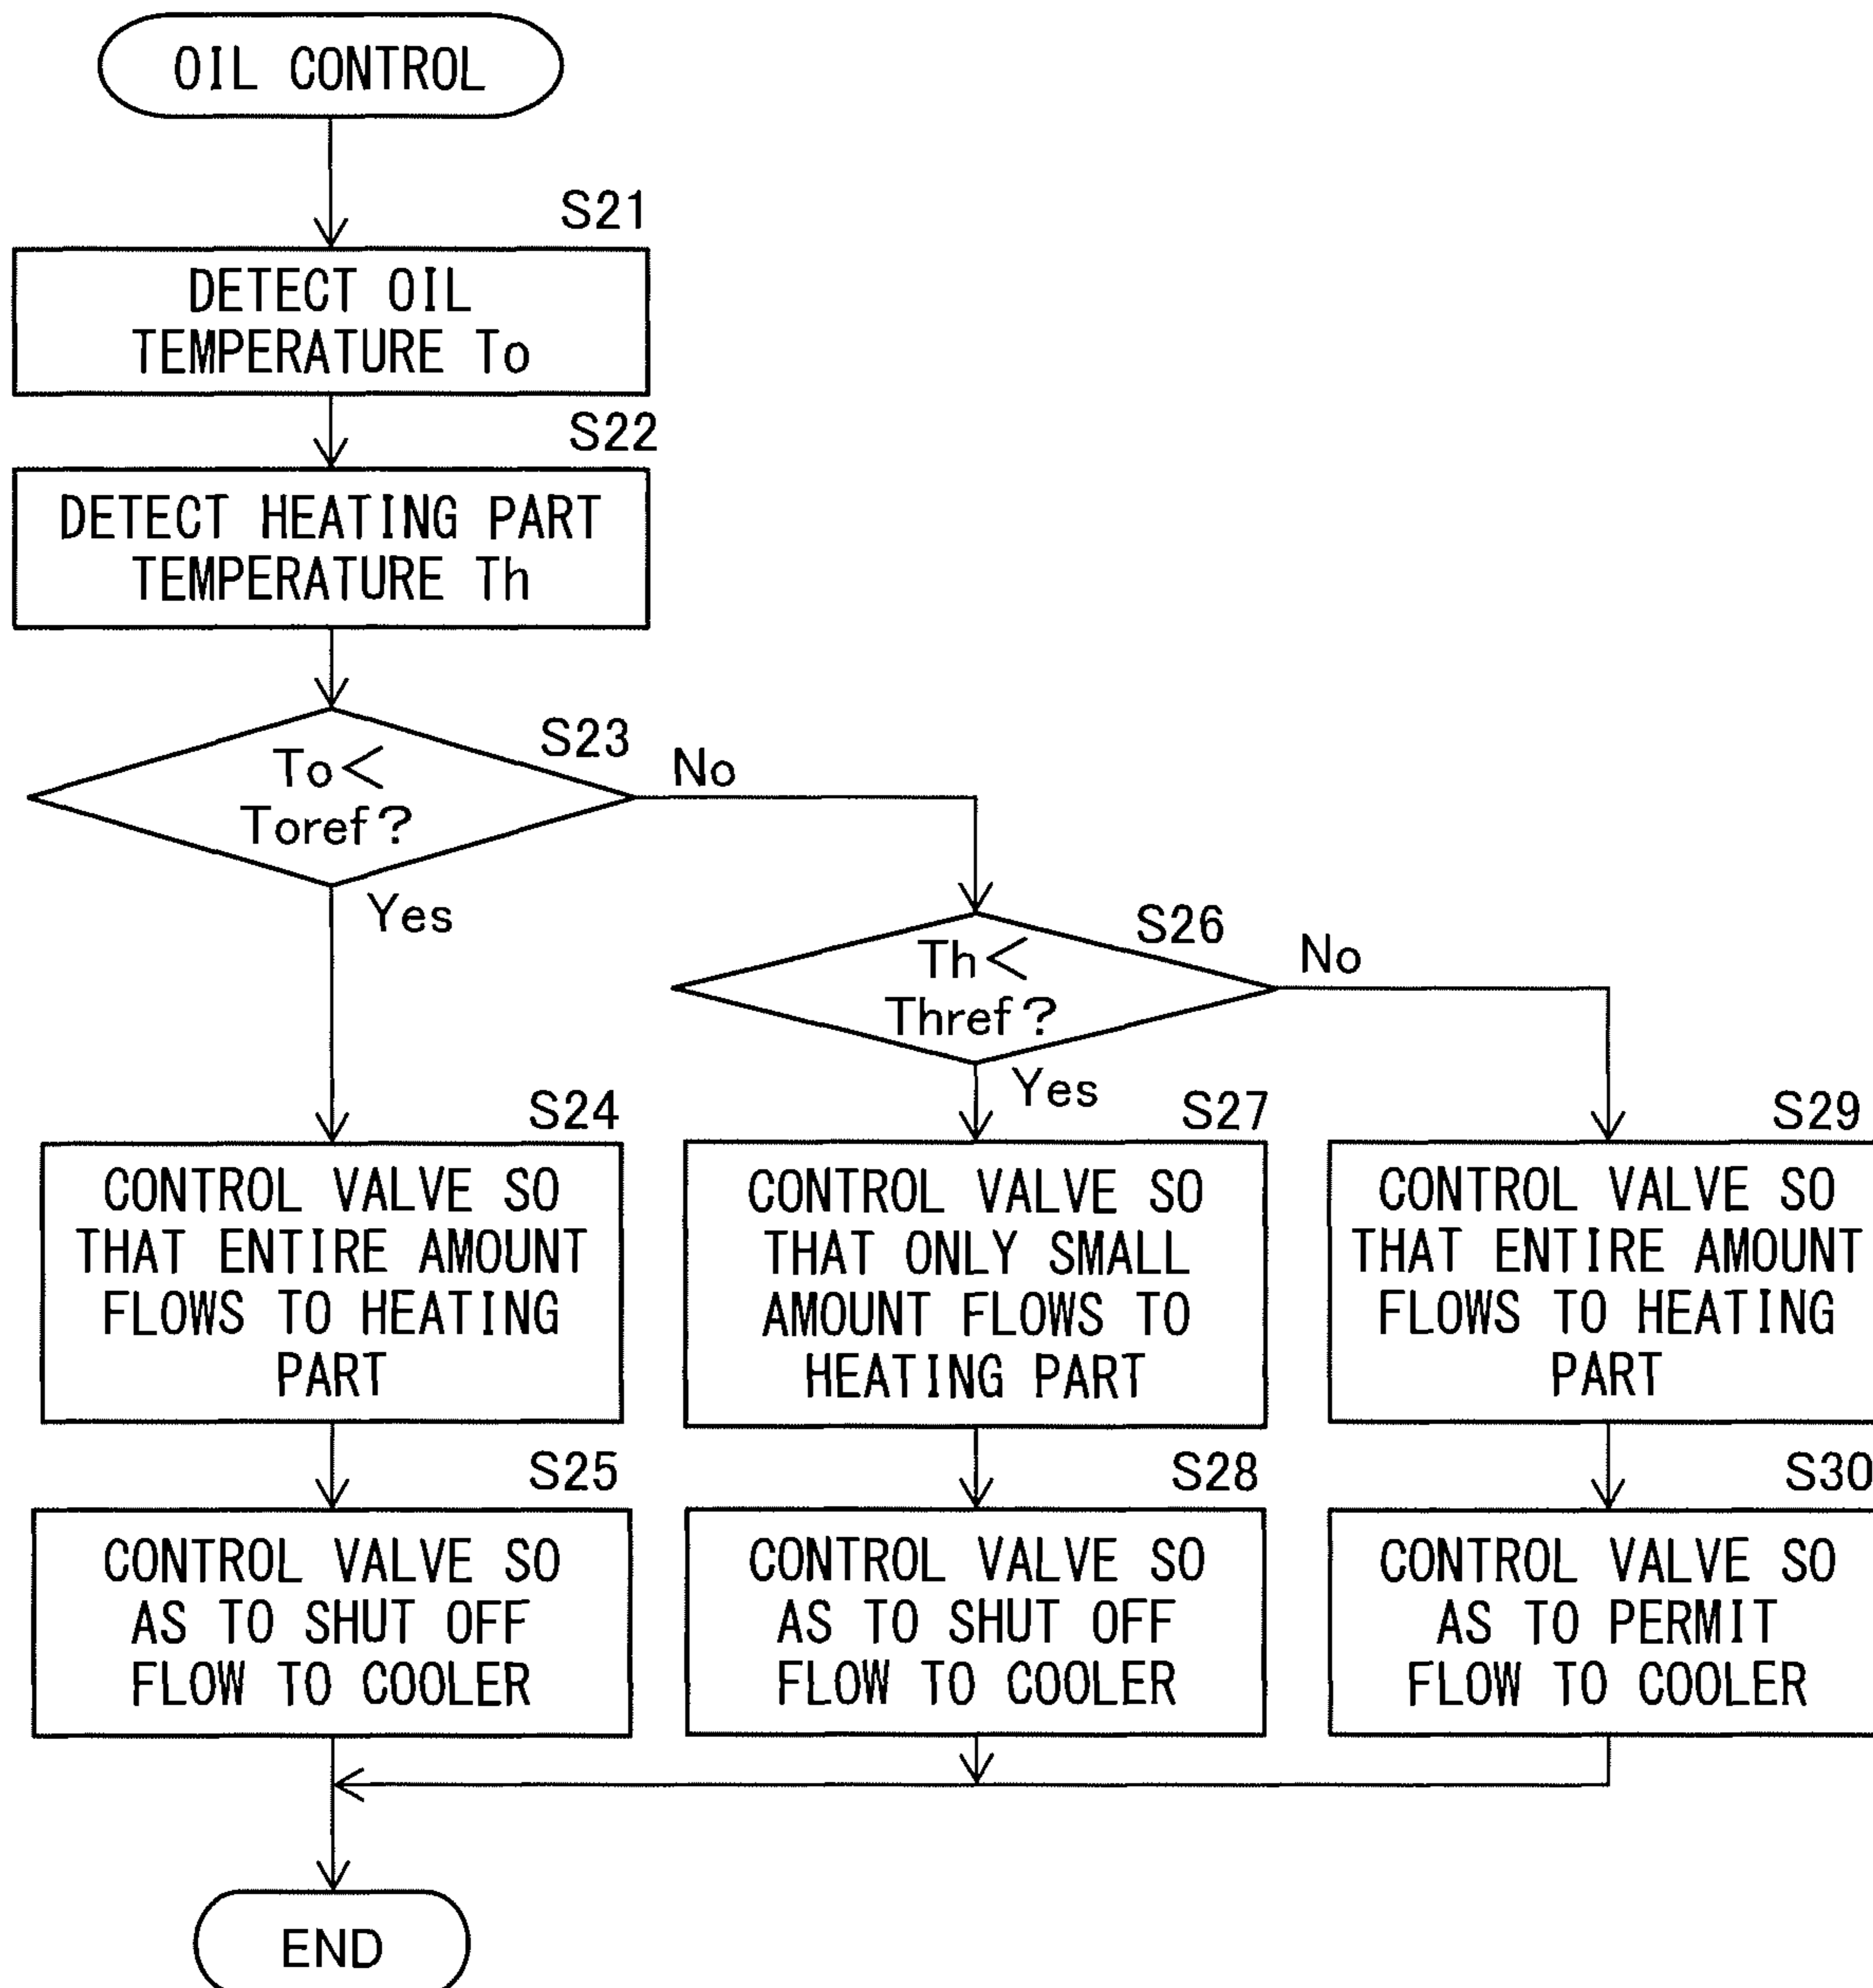 OIL CONTROL
S21
DETECT OIL
TEMPERATURE To
S22
DETECT HEATING PART
TEMPERATURE Th
S23
To<
Toref?
No
Yes
S26
Th<
Thref?
No
Yes
S24
CONTROL VALVE SO
THAT ENTIRE AMOUNT
FLOWS TO HEATING
PART
S27
CONTROL VALVE SO
THAT ONLY SMALL
AMOUNT FLOWS TO
HEATING PART
S29
CONTROL VALVE SO
THAT ENTIRE AMOUNT
FLOWS TO HEATING
PART
S25
CONTROL VALVE SO
AS TO SHUT OFF
FLOW TO COOLER
S28
CONTROL VALVE SO
AS TO SHUT OFF
FLOW TO COOLER
S30
CONTROL VALVE SO
AS TO PERMIT
FLOW TO COOLER
END